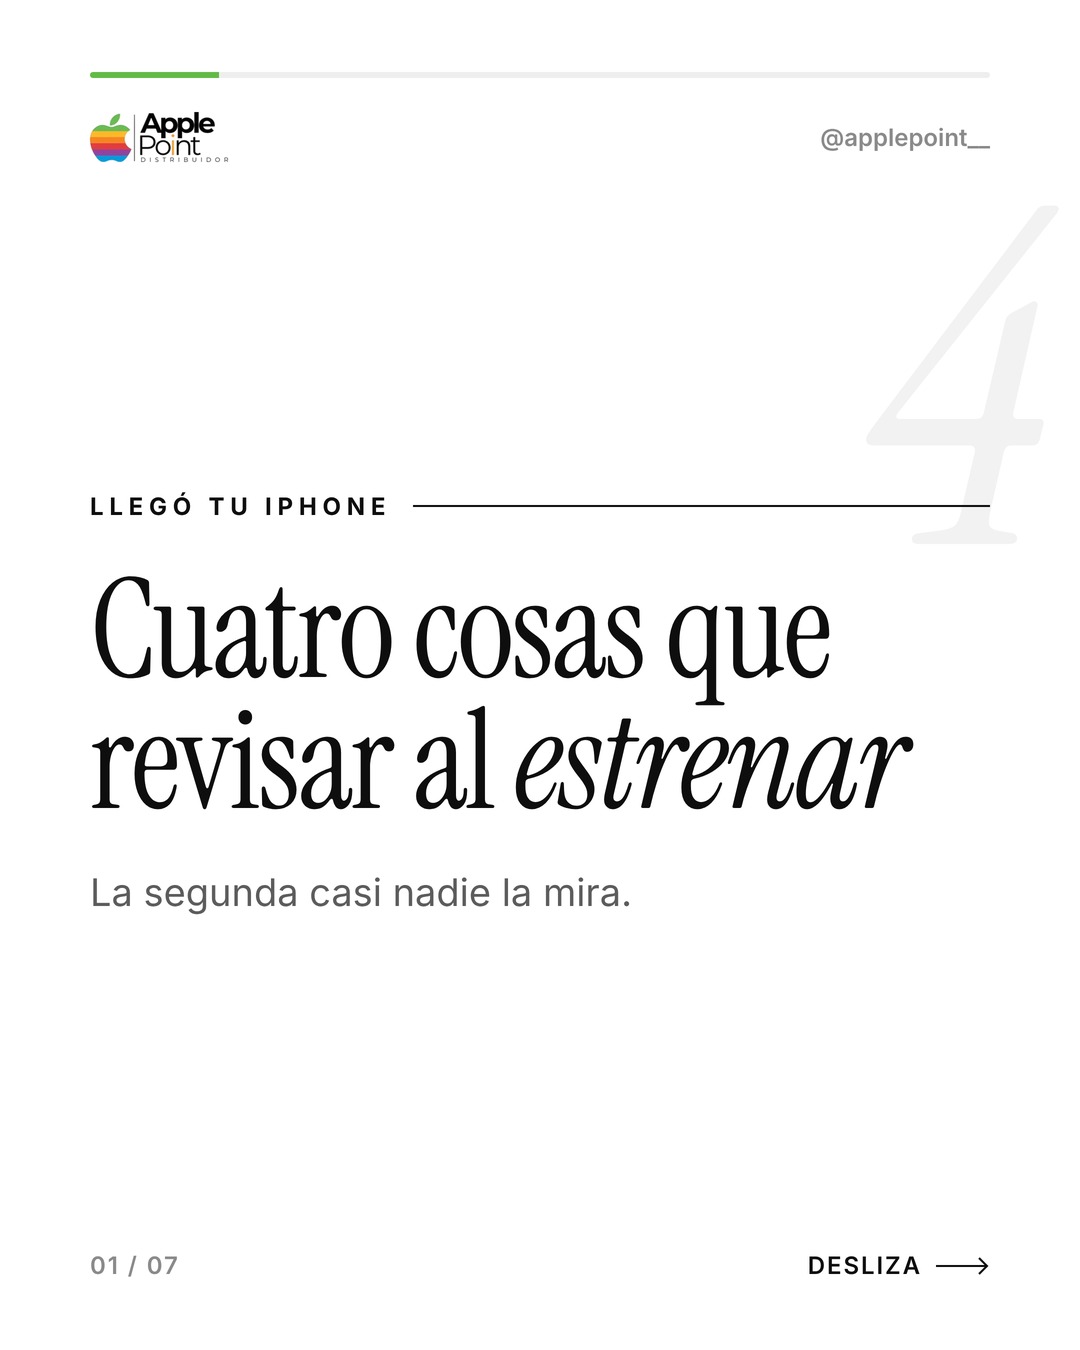 Apple
Point
DISTRIBUIDOR
@applepoint__
4
LLEGÓ TU IPHONE
Cuatro cosas que
revisar al estrenar
La segunda casi nadie la mira.
01 / 07
DESLIZA